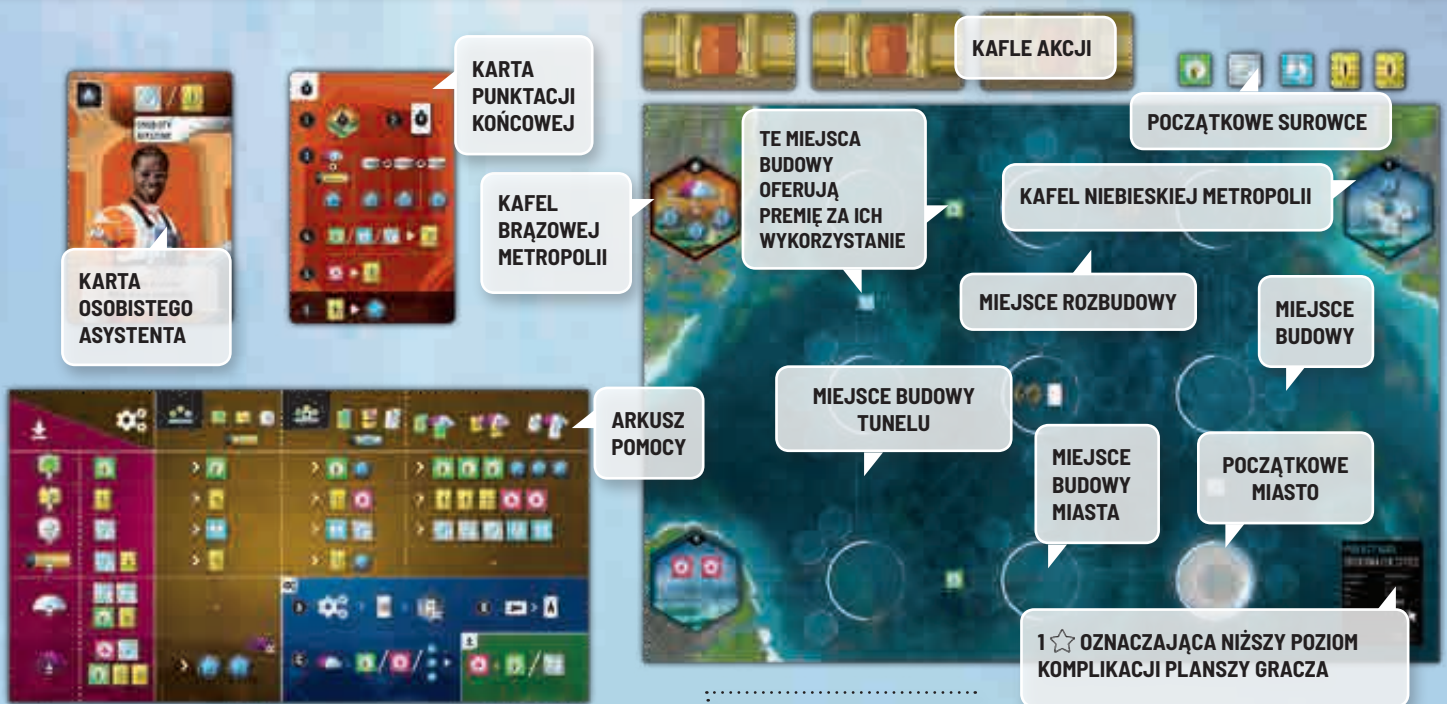 KARTA
PUNKTACJI
KOŃCOWEJ
KARTA
OSOBISTEGO
ASYSTENTA
KAFEL
BRĄZOWEJ
METROPOLII
ARKUSZ
POMOCY
KAFLE AKCJI
POCZĄTKOWE SUROWCE
TE MIEJSCA
BUDOWY
OFERUJĄ
PREMIĘ ZA ICH
WYKORZYSTANIE
KAFEL NIEBIESKIEJ METROPOLII
MIEJSCE ROZBUDOWY
MIEJSCE
BUDOWY
MIEJSCE BUDOWY
TUNELU
MIEJSCE
BUDOWY
MIASTA
POCZĄTKOWE
MIASTO
1 ☆ OZNACZAJĄCA NIŻSZY POZIOM
KOMPLIKACJI PLANSZY GRACZA